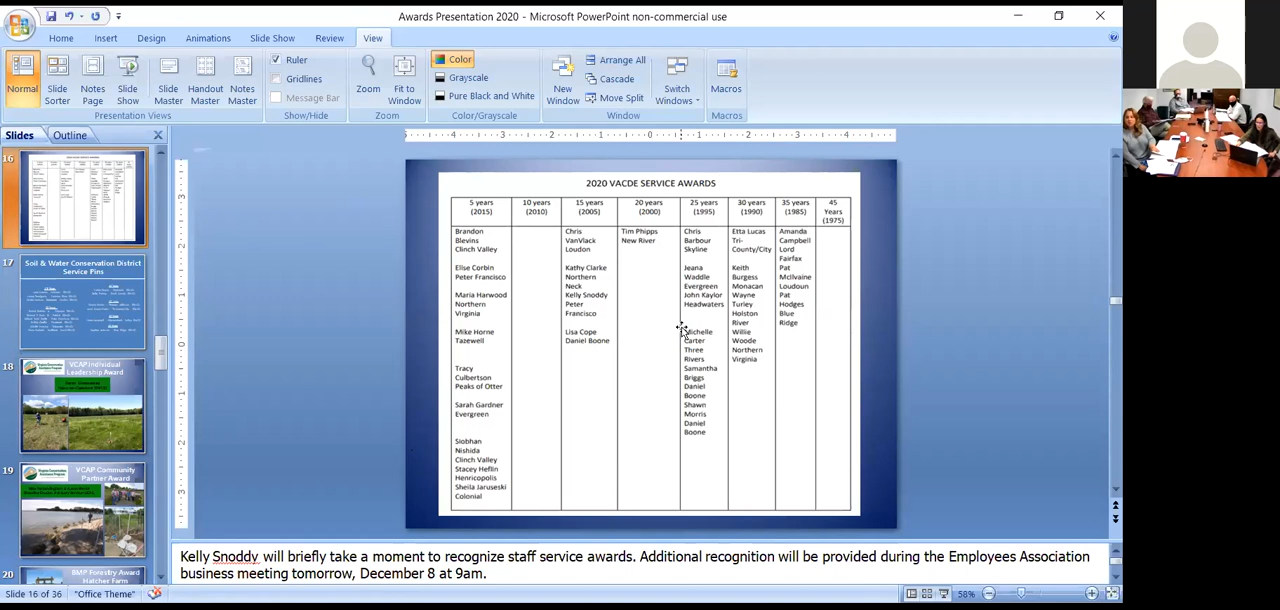 Awards Presentation 2020 - Microsoft PowerPoint non-commercial use
Home Insert Design Animations Slide Show Review View
Normal
Slide Sorter
Notes Page
Slide Show
Slide Master
Handout Master
Notes Master
Presentation Views
Ruler
Gridlines
Message Bar
Show/Hide
Zoom
Fit to Window
Zoom
Color
Grayscale
Pure Black and White
Color/Grayscale
New Window
Arrange All
Cascade
Move Split
Switch Windows
Window
Macros
Macros
Slides Outline
16
17
Soil & Water Conservation District
Service Pins
18
VCAP Individual
Leadership Award
19
VCAP Community
Partner Award
20
BMP Forestry Award
Hatcher Farm
2020 VACDE SERVICE AWARDS
5 years
(2015)
Brandon
Blevins
Clinch Valley
Elise Corbin
Peter Francisco
Maria Harwood
Northern
Virginia
Mike Horne
Tazewell
Tracy
Culbertson
Peaks of Otter
Sarah Gardner
Evergreen
Siobhan
Nishida
Clinch Valley
Stacey Heflin
Henricopolis
Sheila Jaruseski
Colonial
10 years
(2010)
15 years
(2005)
Chris
VanVlack
Loudon
Kathy Clarke
Northern
Neck
Kelly Snoddy
Peter
Francisco
Lisa Cope
Daniel Boone
20 years
(2000)
Tim Phipps
New River
25 years
(1995)
Chris
Barbour
Skyline
Jeana
Waddle
Evergreen
John Kaylor
Headwaters
Michelle
Carter
Three
Rivers
Samantha
Briggs
Daniel
Boone
Shawn
Morris
Daniel
Boone
30 years
(1990)
Etta Lucas
Tri-
County/City
Keith
Burgess
Monacan
Wayne
Turley
Holston
River
Willie
Woode
Northern
Virginia
35 years
(1985)
Amanda
Campbell
Lord
Fairfax
Pat
McIlvaine
Loudoun
Pat
Hodges
Blue
Ridge
45
Years
(1975)
Kelly Snoddy will briefly take a moment to recognize staff service awards. Additional recognition will be provided during the Employees Association
business meeting tomorrow, December 8 at 9am.
Slide 16 of 36 "Office Theme" 58%